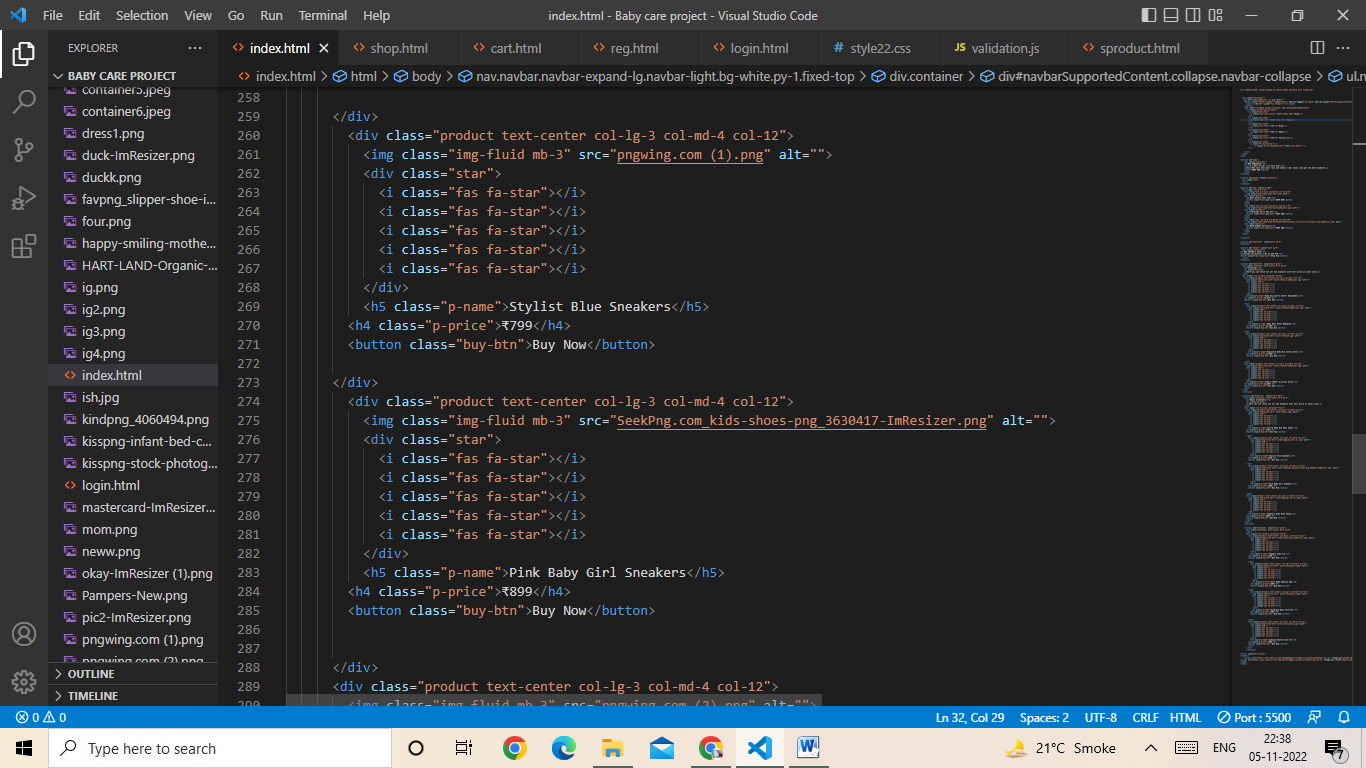 File Edit Selection View Go Run Terminal Help
index.html - Baby care project - Visual Studio Code
EXPLORER
index.html
shop.html
cart.html
reg.html
login.html
# style22.css
JS validation.js
sproduct.html
BABY CARE PROJECT
index.html > html > body > nav.navbar.navbar-expand-lg.navbar-light.bg-white.py-1.fixed-top > div.container > div#navbarSupportedContent.collapse.navbar-collapse > ul.n
container5.jpeg
container6.jpeg
dress1.png
duck-ImResizer.png
duckk.png
favpng_slipper-shoe-i...
four.png
happy-smiling-mothe...
HART-LAND-Organic-...
ig.png
ig2.png
ig3.png
ig4.png
index.html
ish.jpg
kindpng_4060494.png
kisspng-infant-bed-c...
kisspng-stock-photog...
login.html
mastercard-ImResizer...
mom.png
neww.png
okay-ImResizer (1).png
Pampers-New.png
pic2-ImResizer.png
pngwing.com (1).png
pngwing.com (2).png
OUTLINE
TIMELINE
258
259 </div>
260 <div class="product text-center col-lg-3 col-md-4 col-12">
261 <img class="img-fluid mb-3" src="pngwing.com (1).png" alt="">
262 <div class="star">
263 <i class="fas fa-star"></i>
264 <i class="fas fa-star"></i>
265 <i class="fas fa-star"></i>
266 <i class="fas fa-star"></i>
267 <i class="fas fa-star"></i>
268 </div>
269 <h5 class="p-name">Stylist Blue Sneakers</h5>
270 <h4 class="p-price">₹799</h4>
271 <button class="buy-btn">Buy Now</button>
272
273 </div>
274 <div class="product text-center col-lg-3 col-md-4 col-12">
275 <img class="img-fluid mb-3" src="SeekPng.com_kids-shoes-png_3630417-ImResizer.png" alt="">
276 <div class="star">
277 <i class="fas fa-star"></i>
278 <i class="fas fa-star"></i>
279 <i class="fas fa-star"></i>
280 <i class="fas fa-star"></i>
281 <i class="fas fa-star"></i>
282 </div>
283 <h5 class="p-name">Pink Baby Girl Sneakers</h5>
284 <h4 class="p-price">₹899</h4>
285 <button class="buy-btn">Buy Now</button>
286
287
288 </div>
289 <div class="product text-center col-lg-3 col-md-4 col-12">
290 <img class="img-fluid mb-3" src="pngwing.com (2).png" alt="">
0 0
Ln 32, Col 29 Spaces: 2 UTF-8 CRLF HTML Port : 5500
Type here to search
21°C Smoke
ENG
22:38
05-11-2022
7